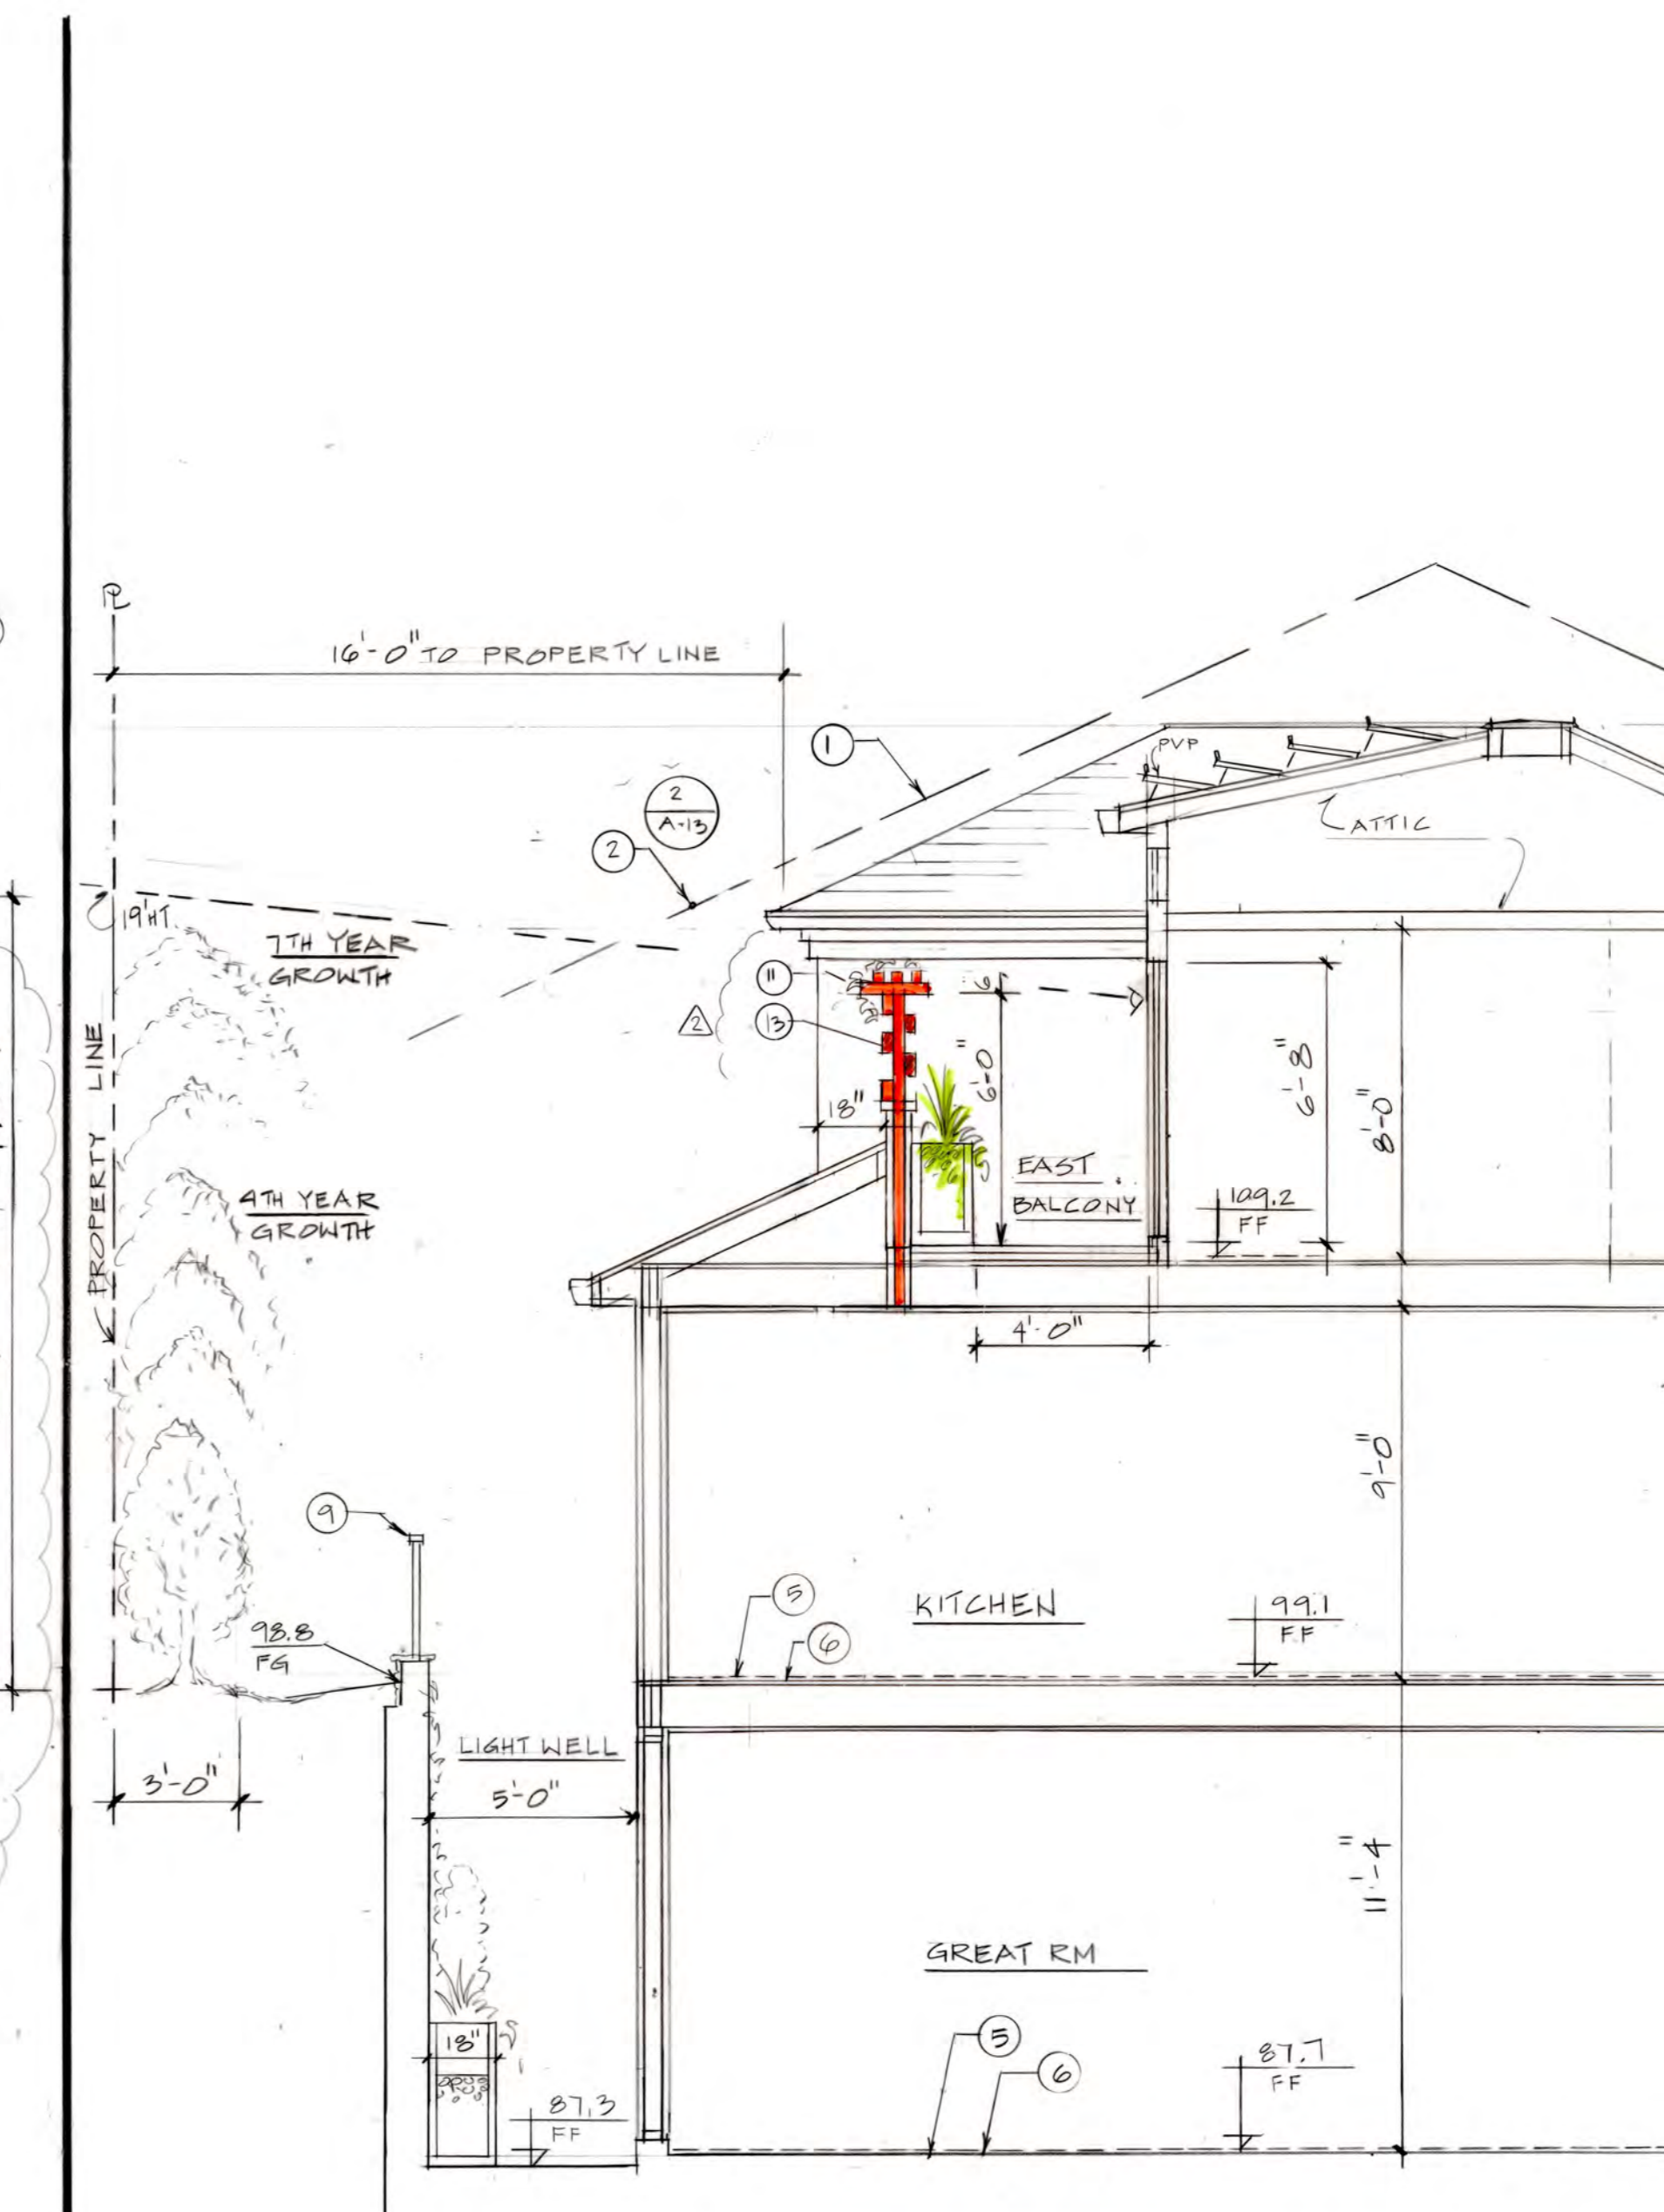 PL
16'-0" TO PROPERTY LINE
1
PVP
2
A-13
2
ATTIC
19' HT.
7TH YEAR
GROWTH
11
6"
2
13
PROPERTY LINE
18"
6'-0"
6'-8"
8'-0"
4TH YEAR
GROWTH
EAST
BALCONY
109.2
FF
4'-0"
9'-0"
9
5
KITCHEN
99.1
FF
6
98.8
FG
LIGHT WELL
3'-0"
5'-0"
11'-4"
GREAT RM
18"
5
6
87.7
FF
87.3
FF